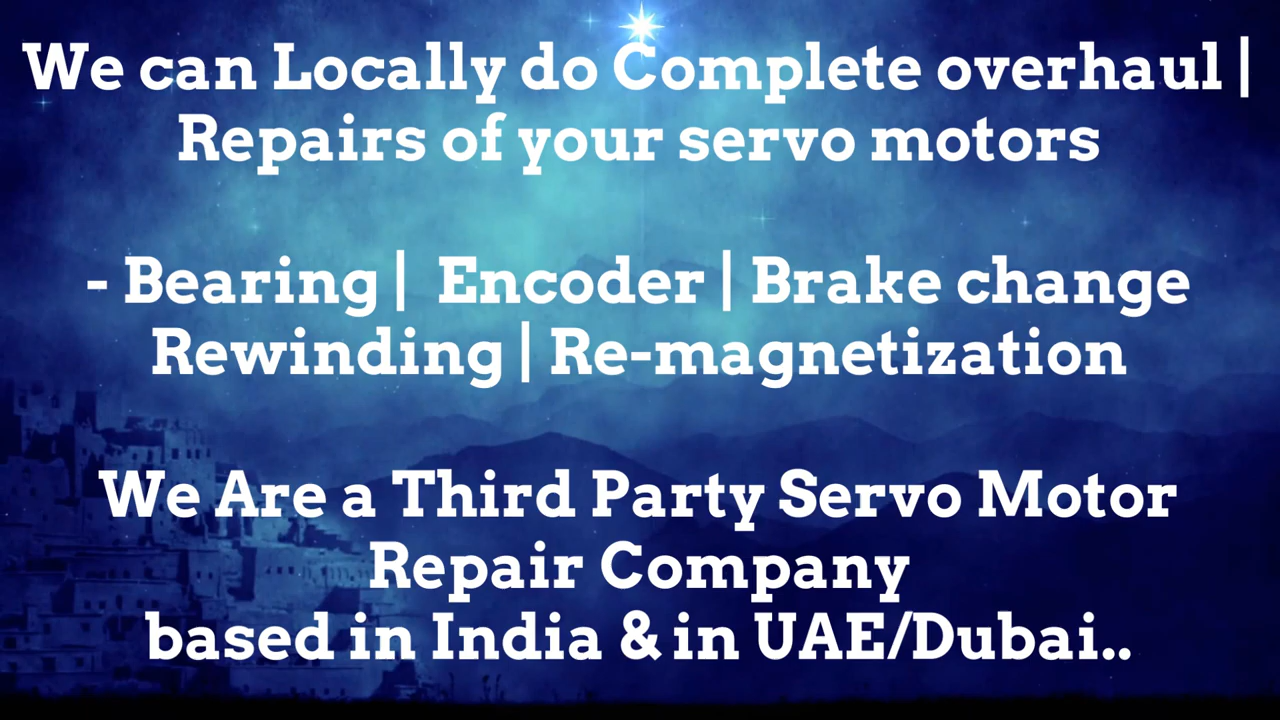 We can Locally do Complete overhaul |
Repairs of your servo motors
- Bearing | Encoder | Brake change
Rewinding | Re-magnetization
We Are a Third Party Servo Motor
Repair Company
based in India & in UAE/Dubai..